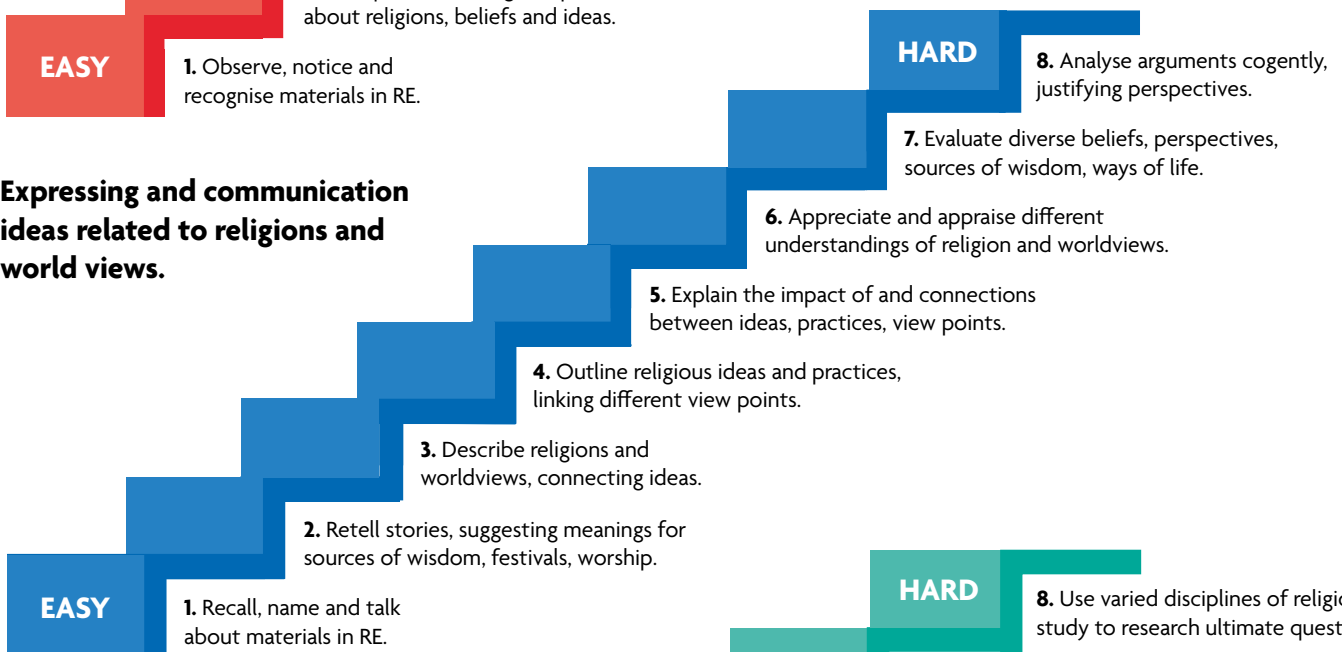 about religions, beliefs and ideas.
EASY
1. Observe, notice and
recognise materials in RE.
HARD
8. Analyse arguments cogently,
justifying perspectives.
7. Evaluate diverse beliefs, perspectives,
sources of wisdom, ways of life.
Expressing and communication
ideas related to religions and
world views.
6. Appreciate and appraise different
understandings of religion and worldviews.
5. Explain the impact of and connections
between ideas, practices, view points.
4. Outline religious ideas and practices,
linking different view points.
3. Describe religions and
worldviews, connecting ideas.
2. Retell stories, suggesting meanings for
sources of wisdom, festivals, worship.
EASY
1. Recall, name and talk
about materials in RE.
HARD
8. Use varied disciplines of
study to research ultimate